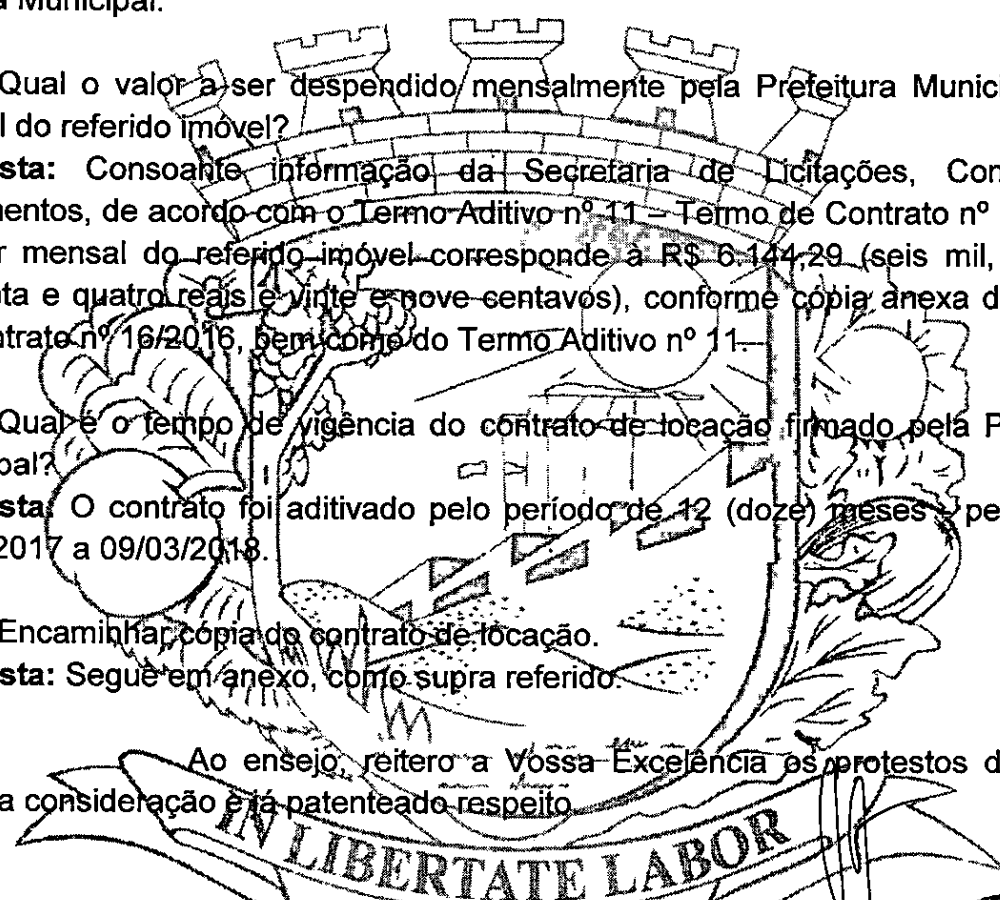 a Municipal.
Qual o valor a ser despendido mensalmente pela Prefeitura Munici
l do referido imóvel?
sta: Consoante informação da Secretaria de Licitações, Con
mentos, de acordo com o Termo Aditivo nº 11 – Termo de Contrato nº
r mensal do referido imóvel corresponde à R$ 6.144,29 (seis mil,
nta e quatro reais e vinte e nove centavos), conforme cópia anexa d
ntrato nº 16/2016, bem como do Termo Aditivo nº 11.
Qual é o tempo de vigência do contrato de locação firmado pela P
pal?
sta: O contrato foi aditivado pelo período de 12 (doze) meses - pe
2017 a 09/03/2018.
Encaminhar cópia do contrato de locação.
sta: Segue em anexo, como supra referido.
Ao ensejo, reitero a Vossa Excelência os protestos d
a consideração e já patenteado respeito
IN LIBERTATE LABOR